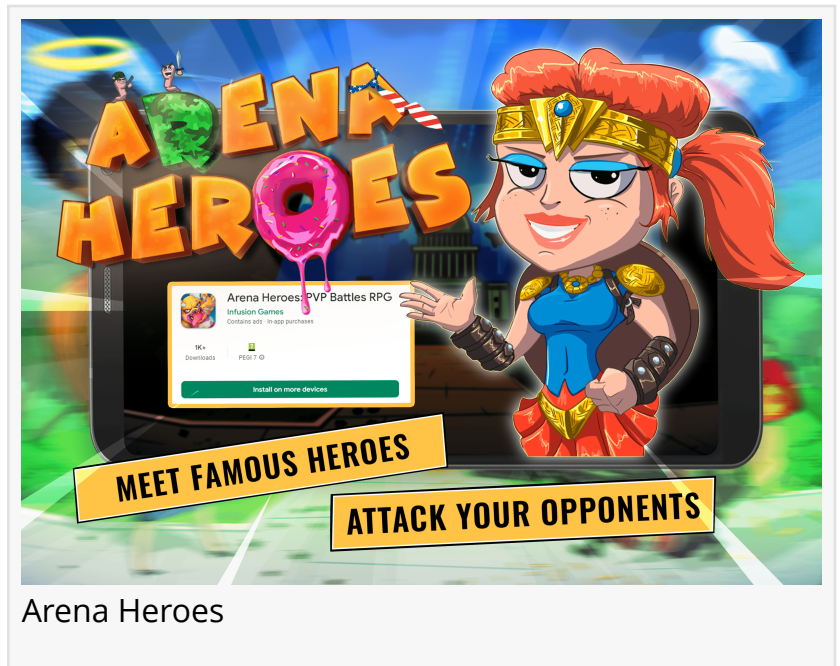 ARENA
HEROES
Arena Heroes: PVP Battles RPG
Infusion Games
Contains ads · In-app purchases
1K+
Downloads
PEGI 7
Install on more devices
MEET FAMOUS HEROES
ATTACK YOUR OPPONENTS
Arena Heroes